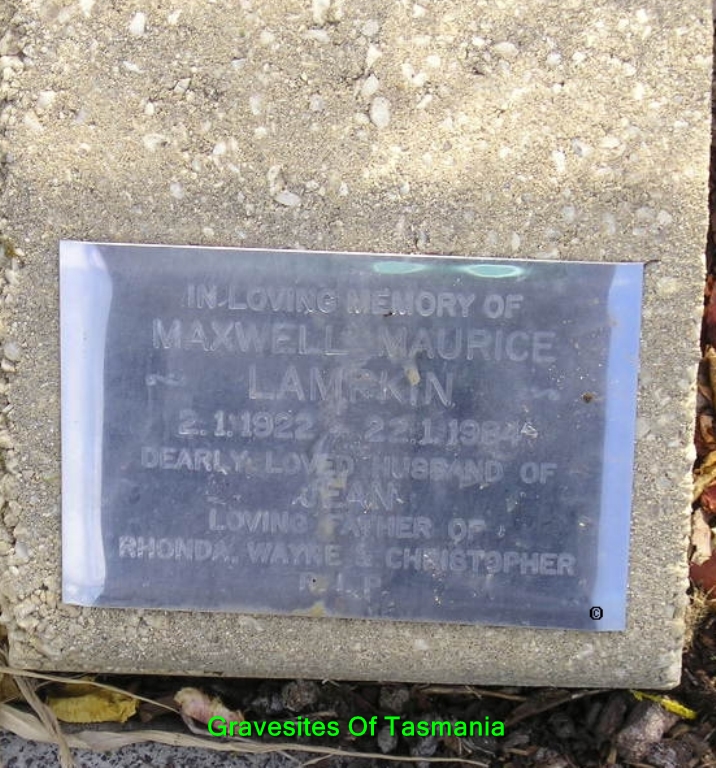 IN LOVING MEMORY OF
MAXWELL MAURICE
LAMPKIN
2.1.1922 - 22.1.1984
DEARLY LOVED HUSBAND OF
JEAN
LOVING FATHER OF
RHONDA, WAYNE & CHRISTOPHER
R.I.P.
©
Gravesites Of Tasmania